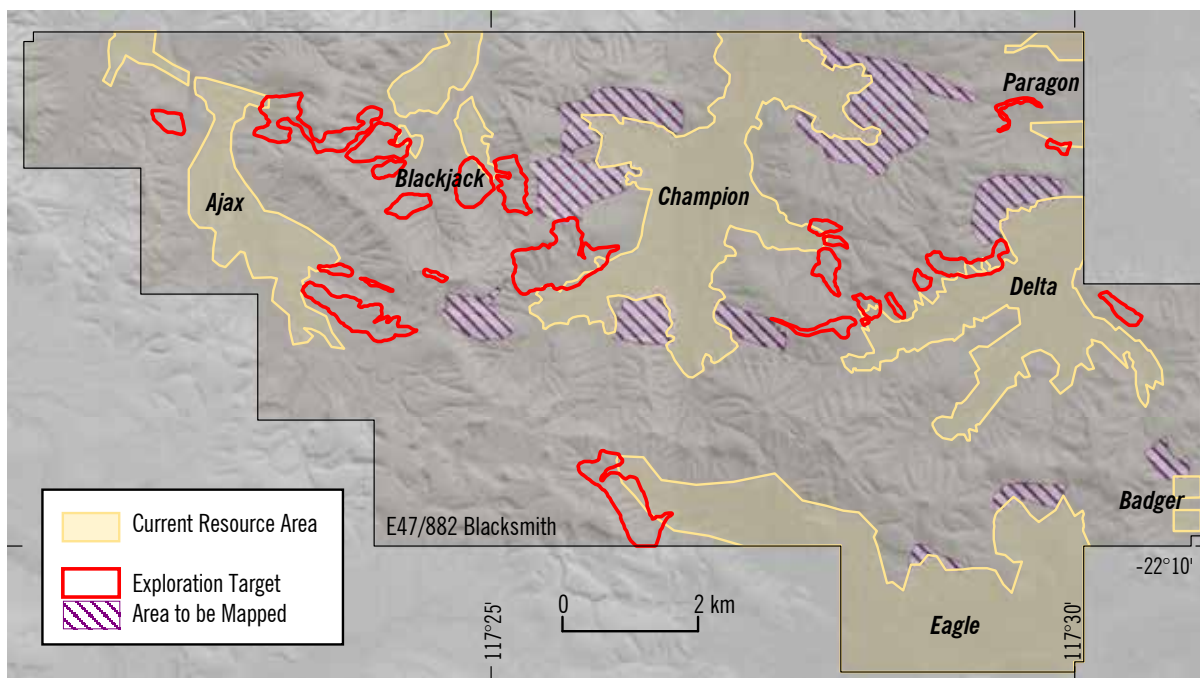 Paragon
Blackjack
Ajax
Champion
Delta
Current Resource Area
Exploration Target
Area to be Mapped
E47/882 Blacksmith
Badger
-22°10'
0 2 km
117°25
117°30
Eagle